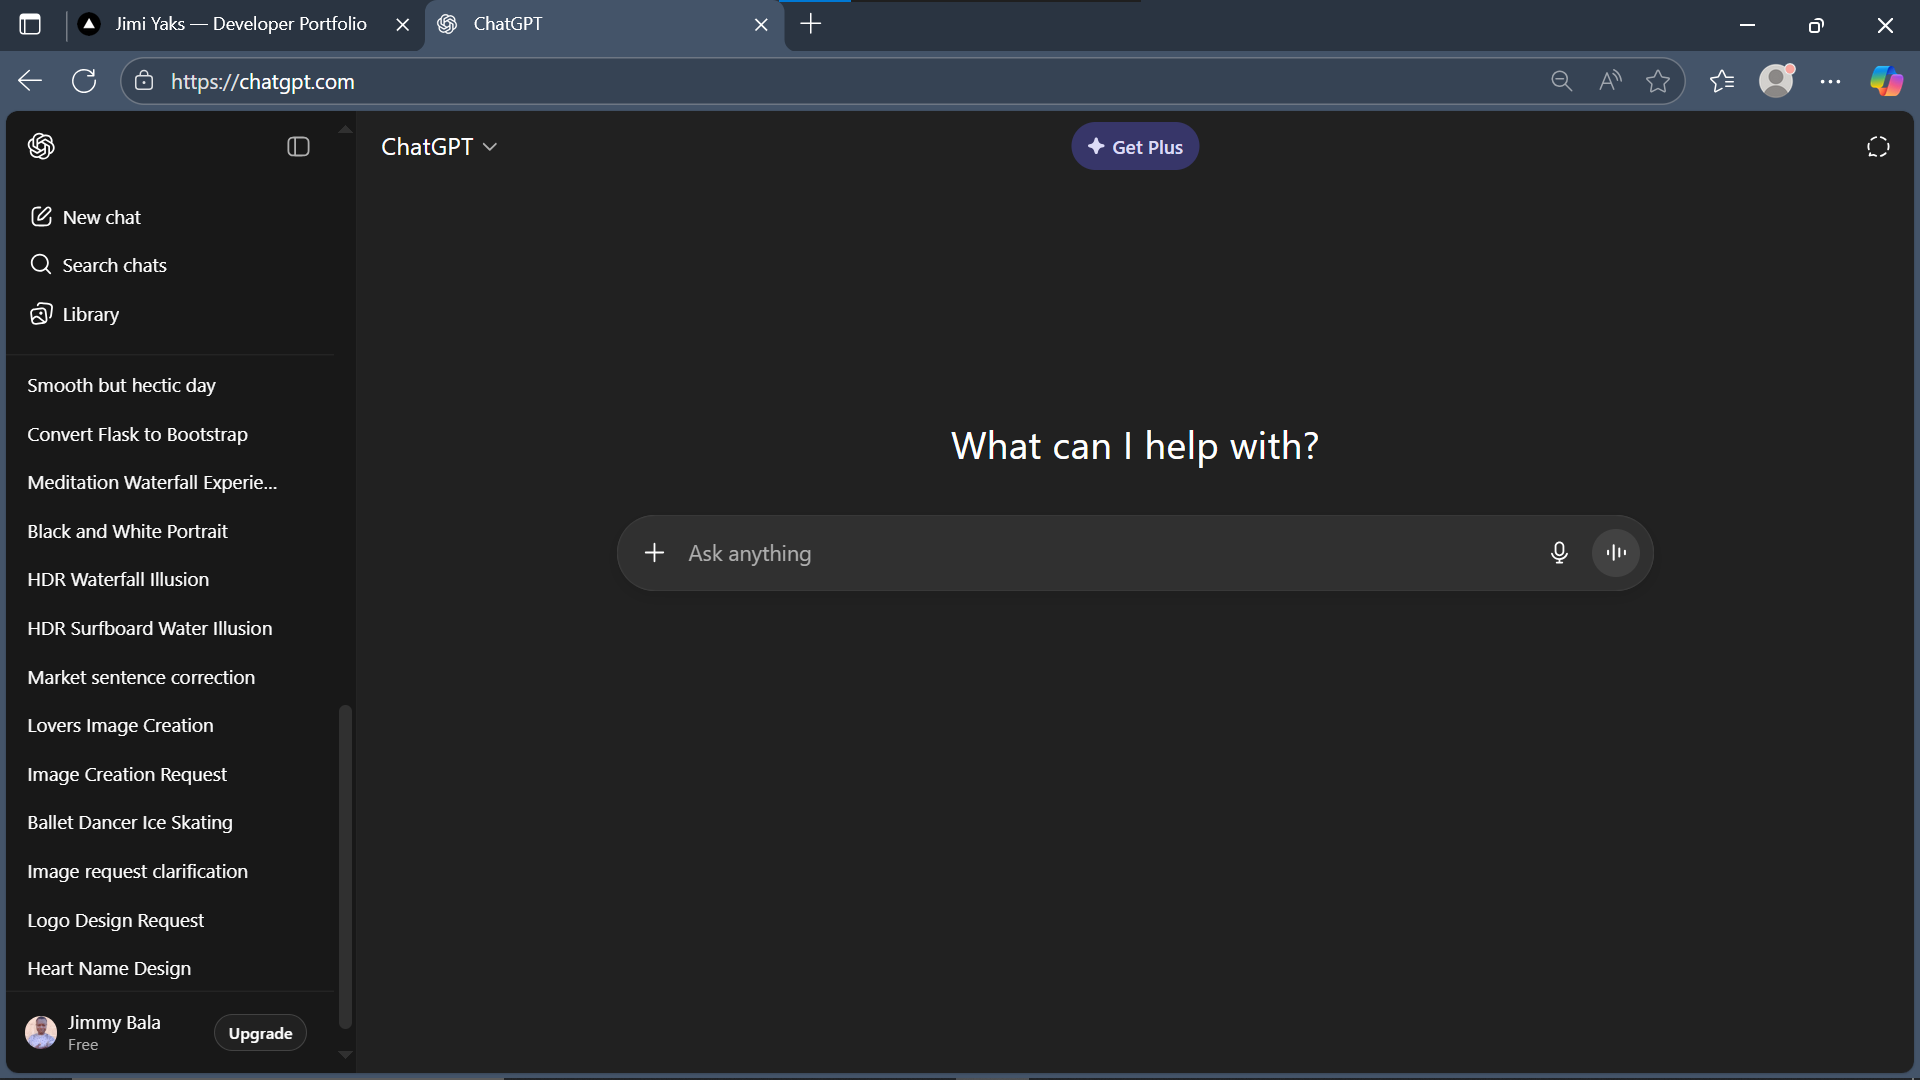 Jimi Yaks — Developer Portfolio
ChatGPT
https://chatgpt.com
ChatGPT
Get Plus
New chat
Search chats
Library
Smooth but hectic day
Convert Flask to Bootstrap
Meditation Waterfall Experie...
Black and White Portrait
HDR Waterfall Illusion
HDR Surfboard Water Illusion
Market sentence correction
Lovers Image Creation
Image Creation Request
Ballet Dancer Ice Skating
Image request clarification
Logo Design Request
Heart Name Design
Jimmy Bala
Free
Upgrade
What can I help with?
Ask anything